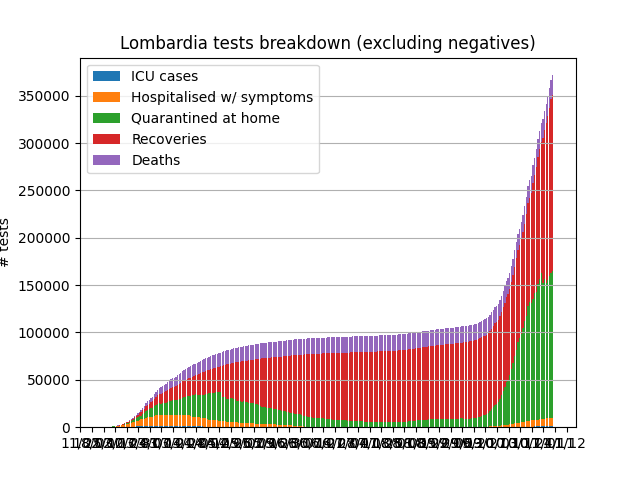 Lombardia tests breakdown (excluding negatives)
ICU cases
Hospitalised w/ symptoms
Quarantined at home
Recoveries
Deaths
350000
300000
250000
200000
150000
100000
50000
0
# tests